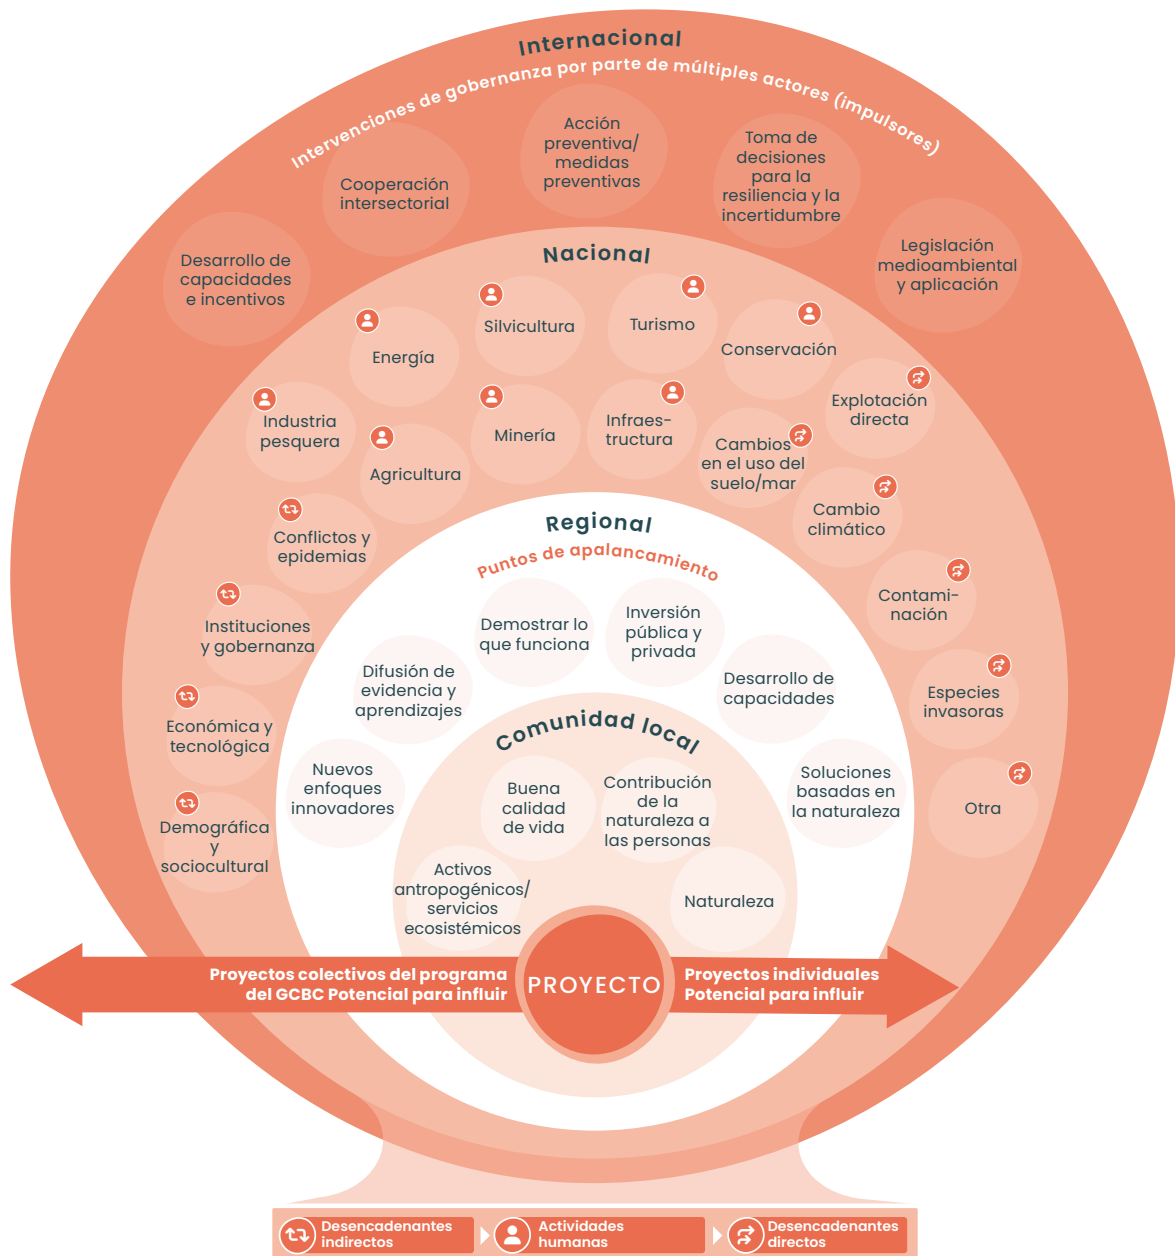 Internacional
Intervenciones de gobernanza por parte de múltiples actores (impulsores)
Acción
preventiva/
medidas
preventivas
Toma de
decisiones
para la
resiliencia y la
incertidumbre
Cooperación
intersectorial
Desarrollo de
capacidades
e incentivos
Legislación
medioambiental
y aplicación
Nacional
Energía
Silvicultura
Turismo
Conservación
Industria
pesquera
Agricultura
Minería
Infraes-
tructura
Cambios
en el uso del
suelo/mar
Explotación
directa
Conflictos y
epidemias
Cambio
climático
Instituciones
y gobernanza
Contami-
nación
Económica y
tecnológica
Especies
invasoras
Demográfica
y
sociocultural
Otra
Regional
Puntos de apalancamiento
Demostrar lo
que funciona
Inversión
pública y
privada
Difusión de
evidencia y
aprendizajes
Desarrollo de
capacidades
Nuevos
enfoques
innovadores
Soluciones
basadas en
la naturaleza
Comunidad local
Buena
calidad
de vida
Contribución
de la
naturaleza a
las personas
Activos
antropogénicos/
servicios
ecosistémicos
Naturaleza
Proyectos colectivos del programa
del GCBC Potencial para influir
PROYECTO
Proyectos individuales
Potencial para influir
Desencadenantes
indirectos
Actividades
humanas
Desencadenantes
directos